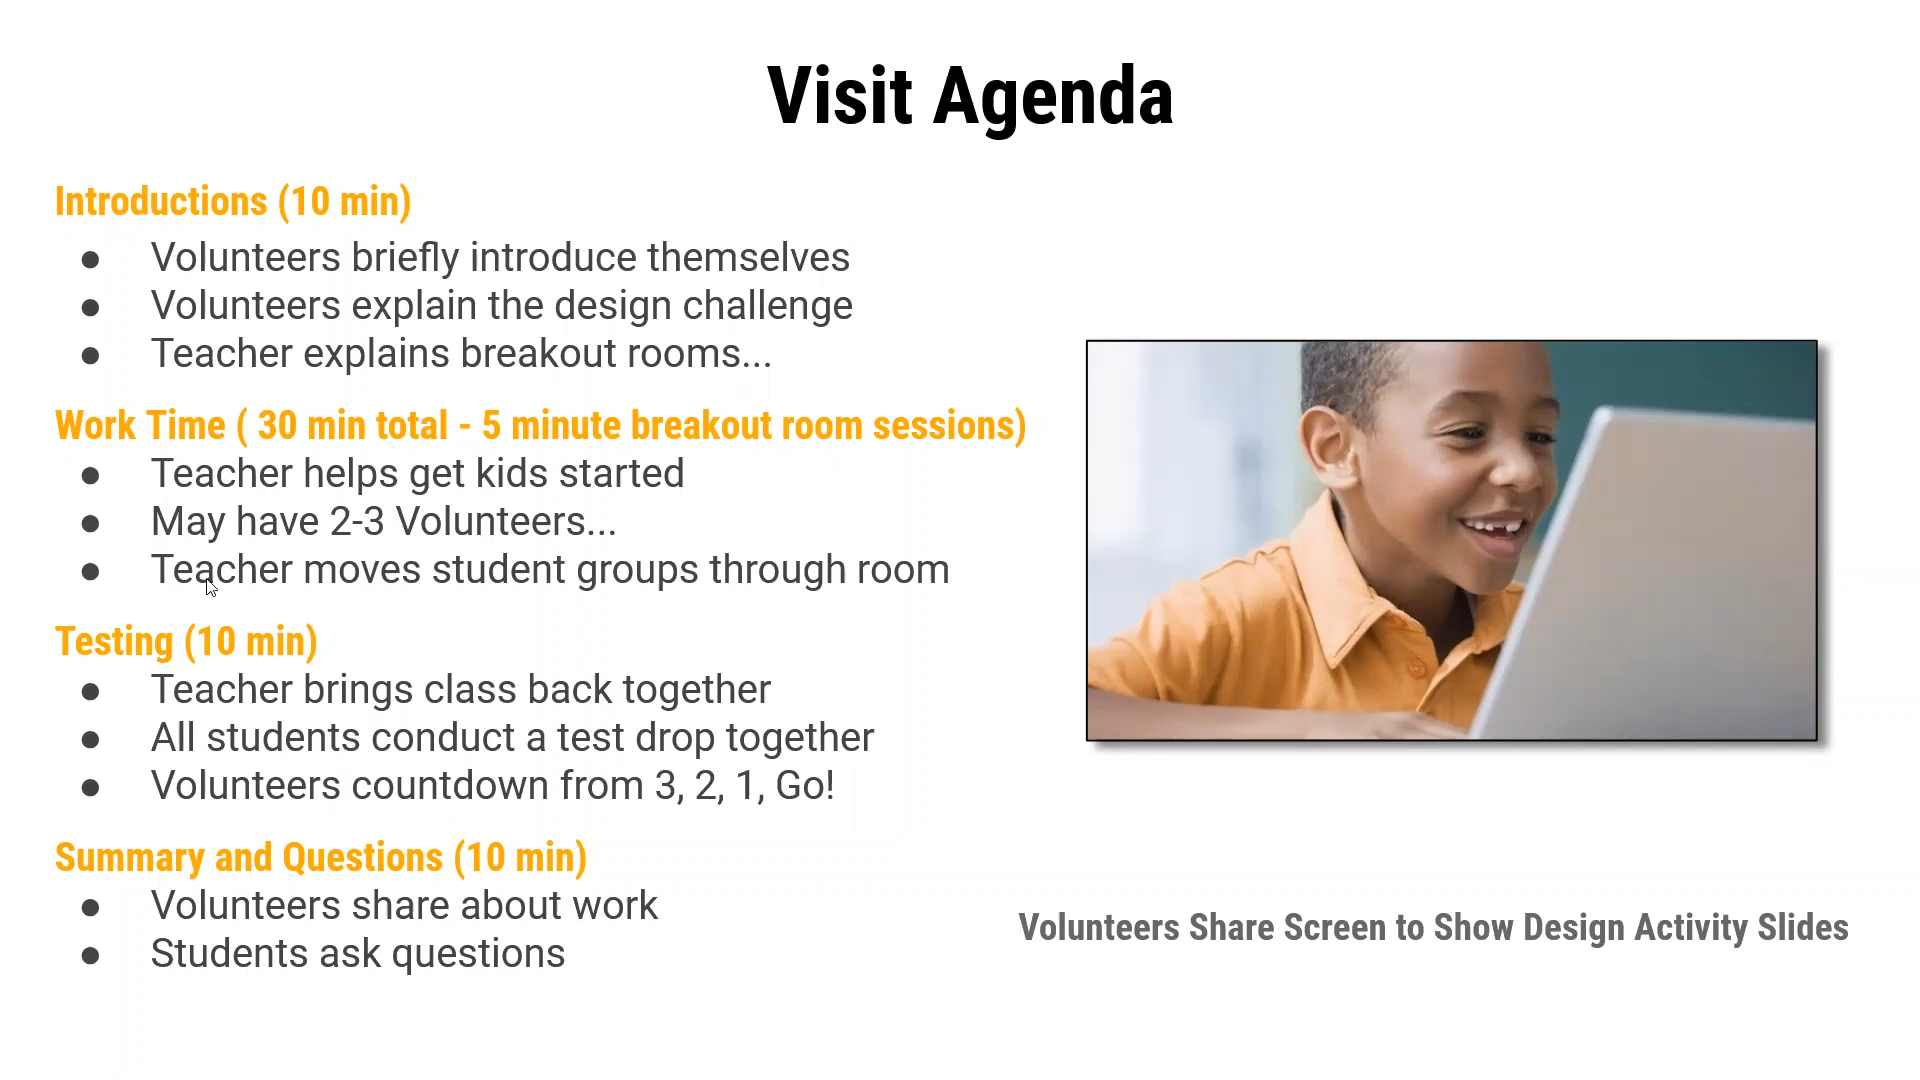 Visit Agenda
Introductions (10 min)
● Volunteers briefly introduce themselves
● Volunteers explain the design challenge
● Teacher explains breakout rooms...
Work Time ( 30 min total - 5 minute breakout room sessions)
● Teacher helps get kids started
● May have 2-3 Volunteers...
● Teacher moves student groups through room
Testing (10 min)
● Teacher brings class back together
● All students conduct a test drop together
● Volunteers countdown from 3, 2, 1, Go!
Summary and Questions (10 min)
● Volunteers share about work
● Students ask questions
Volunteers Share Screen to Show Design Activity Slides